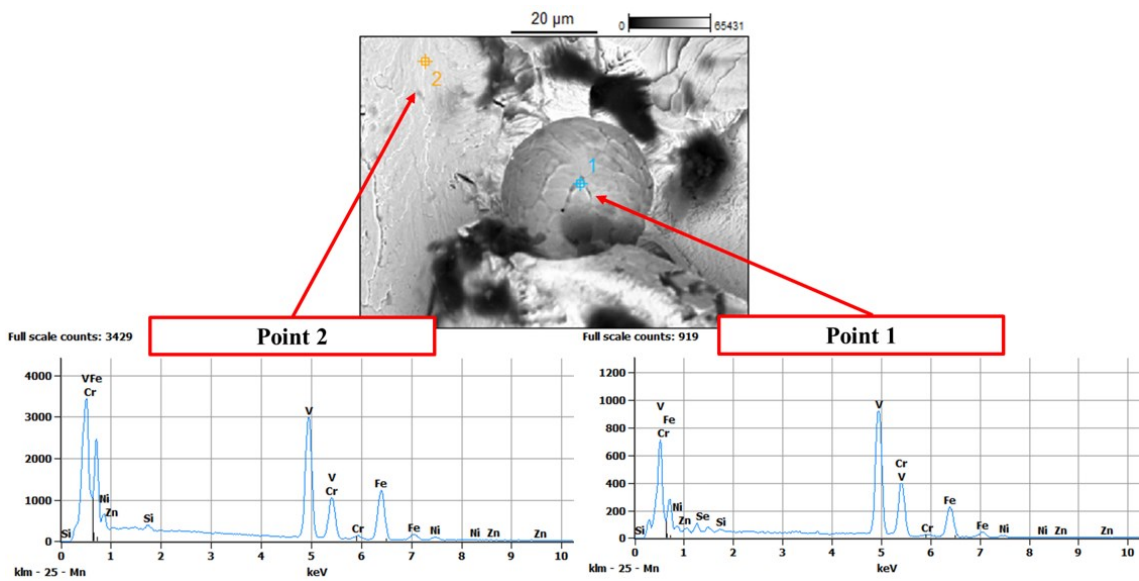 20 µm
0 65431
2
1
Point 2
Point 1
Full scale counts: 3429
Full scale counts: 919
4000
3000
2000
1000
0
V Fe
Cr
Ni
Zn
Si
Si
V
V
Cr
Cr
Fe
Fe
Ni
Ni
Zn
Zn
0 1 2 3 4 5 6 7 8 9 10
klm - 25 - Mn
keV
1200
1000
800
600
400
200
0
V
Fe
Cr
Ni
Zn
Se
Si
Si
V
Cr
V
Cr
Fe
Fe
Ni
Ni
Zn
Zn
0 1 2 3 4 5 6 7 8 9 10
klm - 25 - Mn
keV